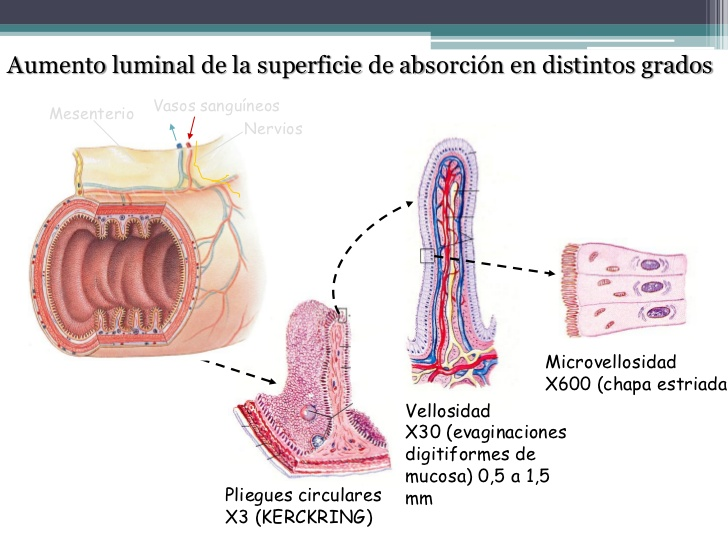 Aumento luminal de la superficie de absorción en distintos grados
Mesenterio
Vasos sanguíneos
Nervios
Microvellosidad
X600 (chapa estriada
Vellosidad
X30 (evaginaciones
digitiformes de
mucosa) 0,5 a 1,5
mm
Pliegues circulares
X3 (KERCKRING)